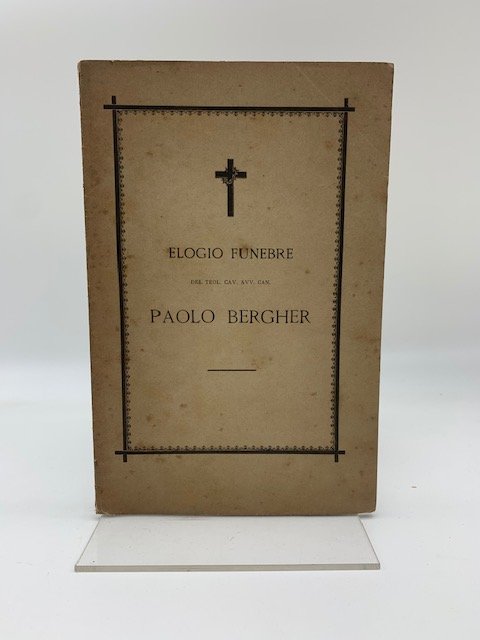 ELOGIO FUNEBRE
DEL TEOL. CAV. AVV. CAN.
PAOLO BERGHER